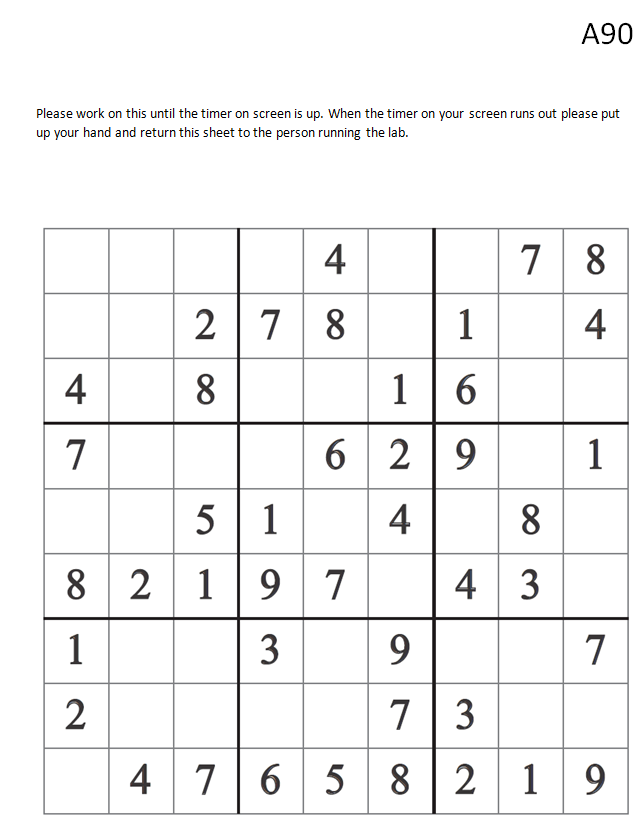 A90
Please work on this until the timer on screen is up. When the timer on your screen runs out please put
up your hand and return this sheet to the person running the lab.
4 7 8
2 7 8 1 4
4 8 1 6
7 6 2 9 1
5 1 4 8
8 2 1 9 7 4 3
1 3 9 7
2 7 3
4 7 6 5 8 2 1 9